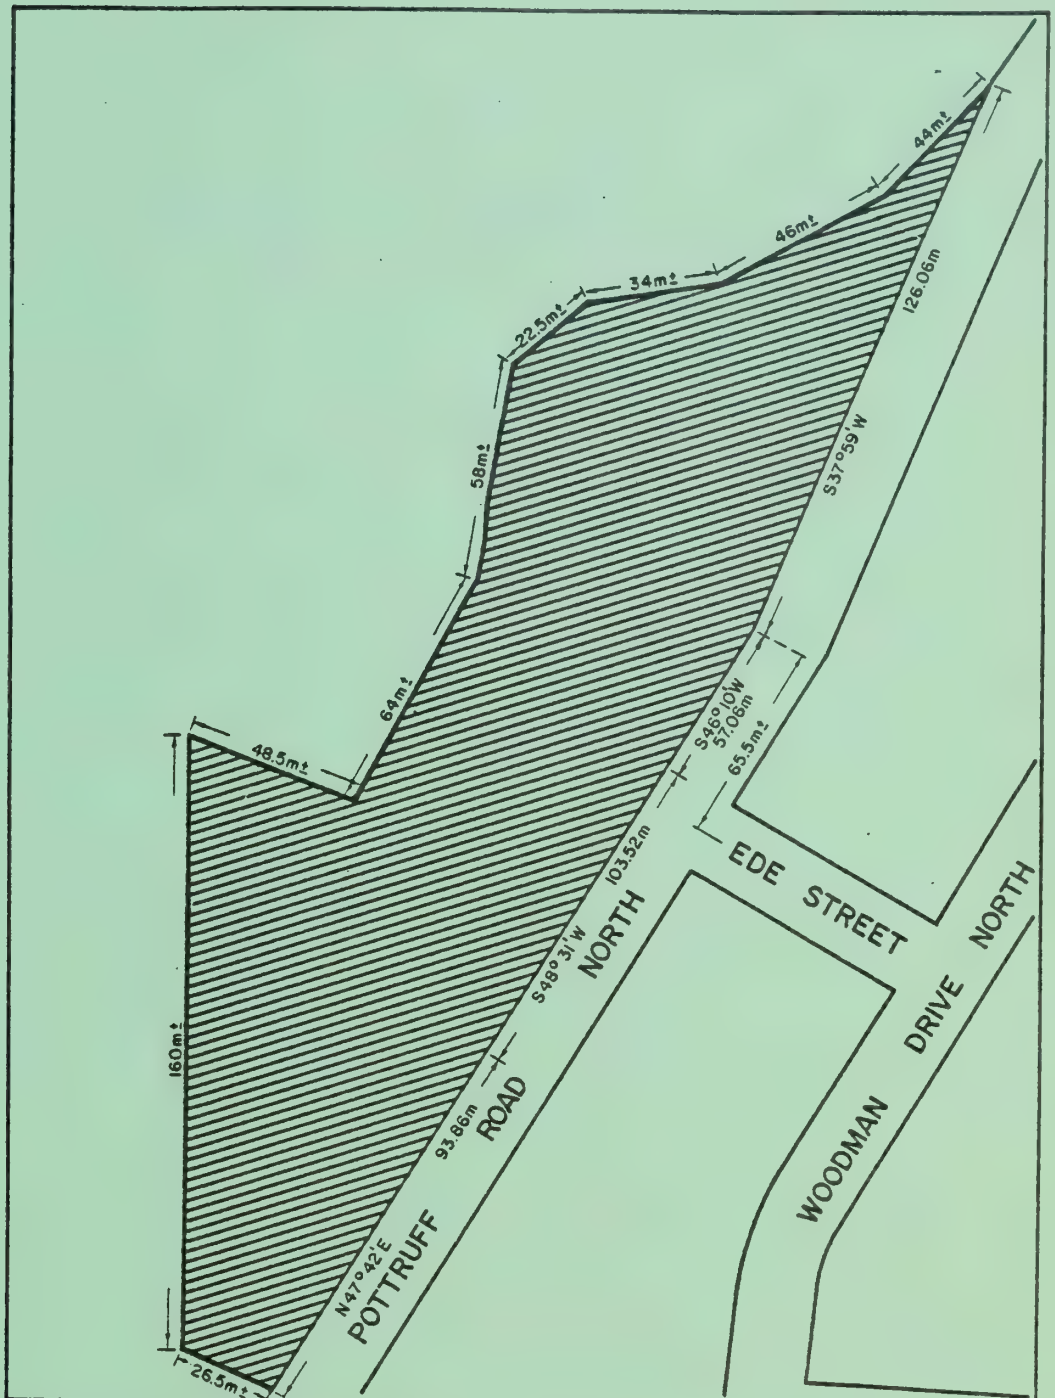 44m±
46m±
34m±
22.5m±
126.06m
58m±
S37°59'W
64m±
S46°10'W
57.06m
65.5m±
48.5m±
103.52m
EDE STREET
S48°31'W
NORTH
160m±
93.86m
ROAD
WOODMAN DRIVE NORTH
N47°42'E
POTTRUFF
26.5m±